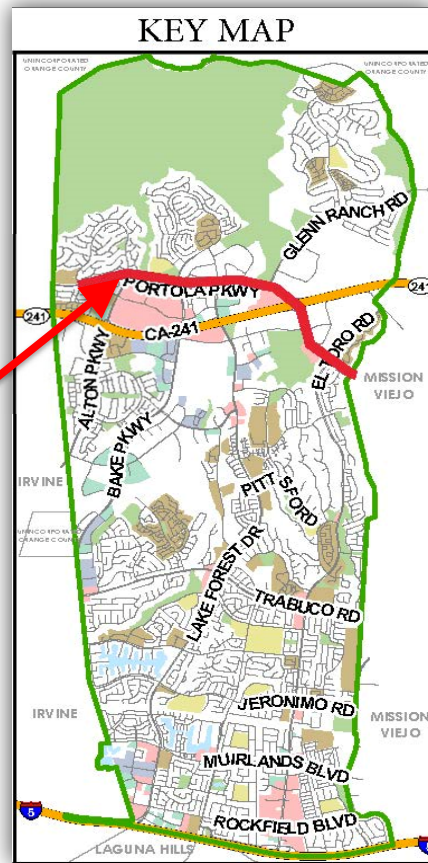 KEY MAP
UNINCORPORATED
ORANGE COUNTY
UNINCORPORATED
ORANGE COUNTY
GLENN RANCH RD
PORTOLA PKWY
241
241
CA-241
EL TORO RD
ALTON PKWY
MISSION
VIEJO
BAKE PKWY
IRVINE
PITTSFORD
UNINCORPORATED
ORANGE COUNTY
LAKE FOREST DR
TRABUCO RD
IRVINE
JERONIMO RD
MISSION
VIEJO
MUIRLANDS BLVD
5
ROCKFIELD BLVD
LAGUNA HILLS